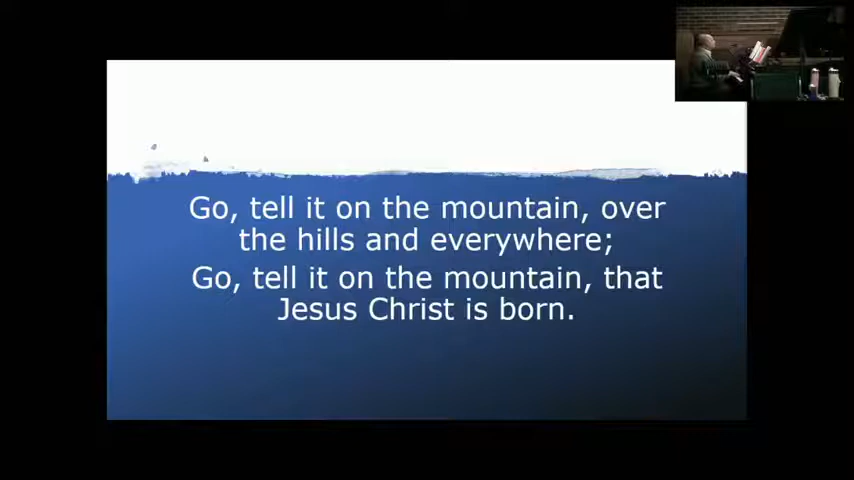 Go, tell it on the mountain, over
the hills and everywhere;
Go, tell it on the mountain, that
Jesus Christ is born.